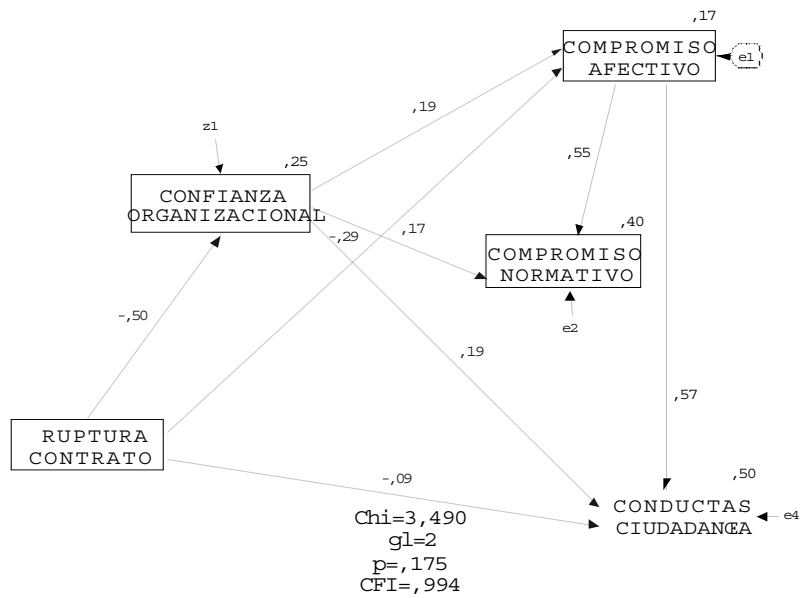 ,17
COMPROMISO
AFECTIVO
e1
,19
z1
,25
,55
CONFIANZA
ORGANIZACIONAL
,40
-,29
,17
COMPROMISO
NORMATIVO
-,50
e2
,19
,57
RUPTURA
CONTRATO
-,09
,50
CONDUCTAS
e4
Chi=3,490
gl=2
p=,175
CFI=,994